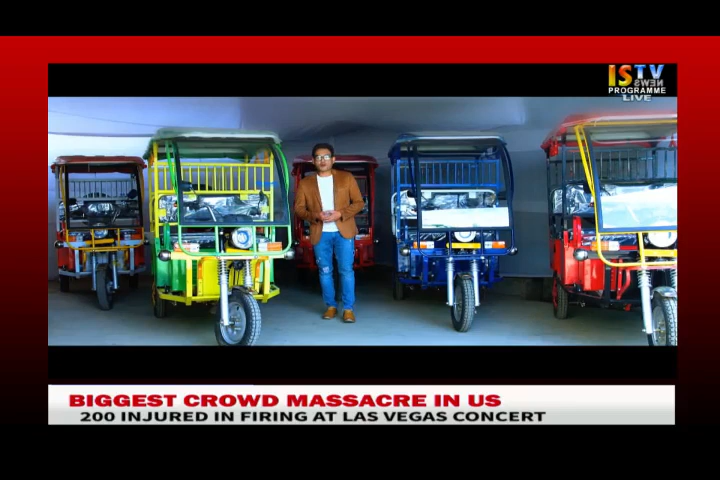 ISTV
NEWS
PROGRAMME
LIVE
BIGGEST CROWD MASSACRE IN US
200 INJURED IN FIRING AT LAS VEGAS CONCERT